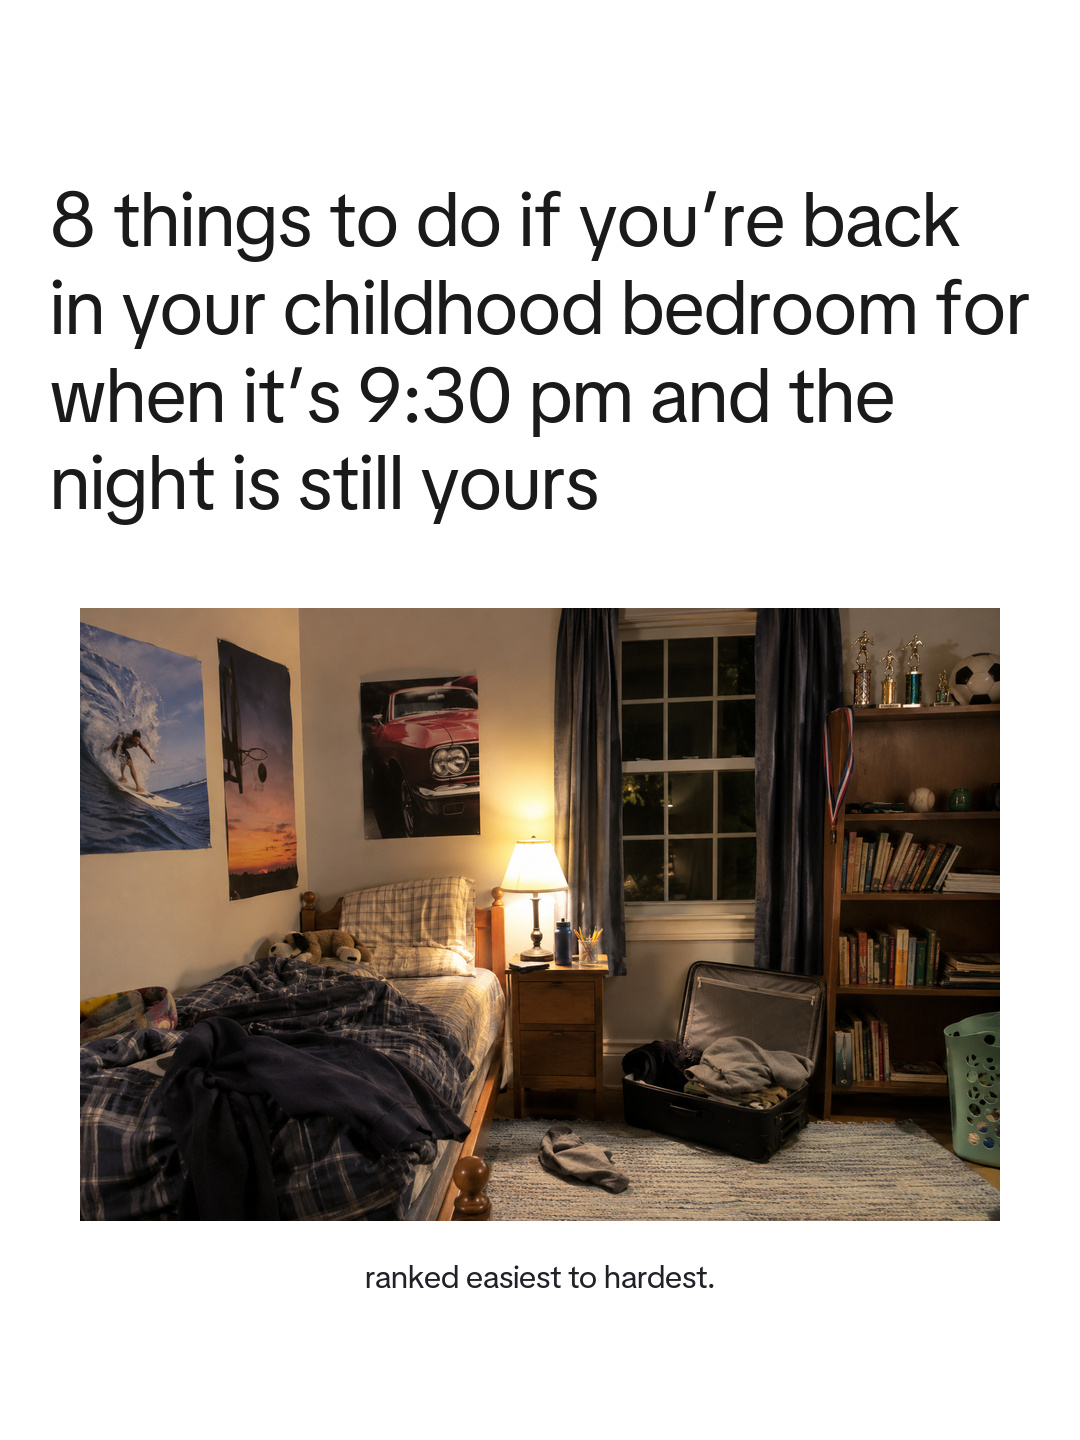 8 things to do if you’re back
in your childhood bedroom for
when it’s 9:30 pm and the
night is still yours
ranked easiest to hardest.